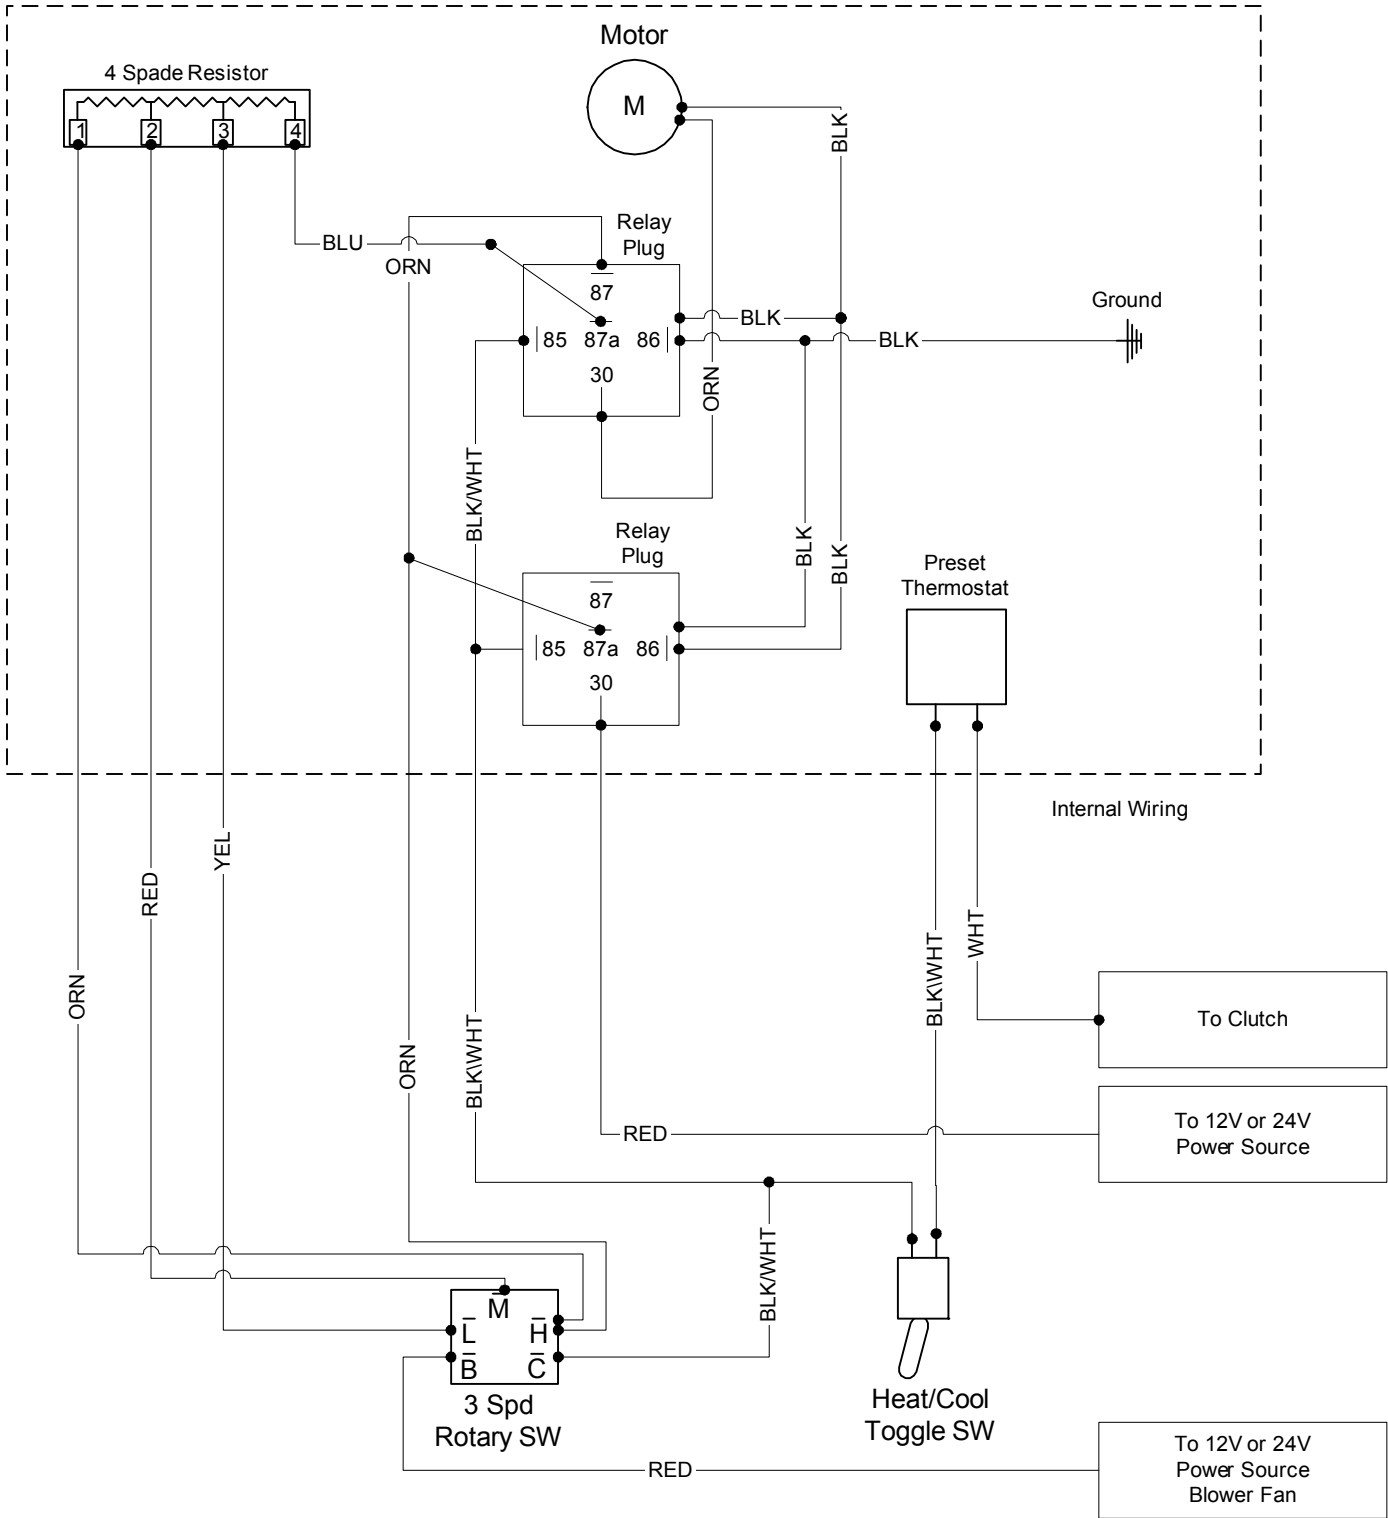 Motor
4 Spade Resistor
M
1 2 3 4
BLK
Relay
Plug
BLU
ORN
87
85 87a 86
30
BLK
BLK
Ground
ORN
BLK/WHT
Relay
Plug
87
85 87a 86
30
BLK
BLK
Preset
Thermostat
Internal Wiring
YEL
RED
ORN
ORN
BLK\WHT
BLK\WHT
WHT
To Clutch
To 12V or 24V
Power Source
RED
BLK/WHT
M
L H
B C
3 Spd
Rotary SW
Heat/Cool
Toggle SW
RED
To 12V or 24V
Power Source
Blower Fan